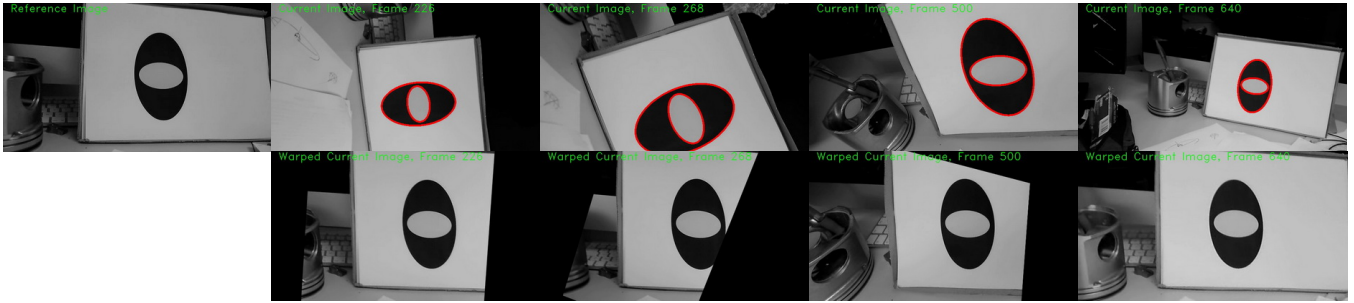 Reference Image
Current Image, Frame 226
Current Image, Frame 268
Current Image, Frame 500
Current Image, Frame 640
Warped Current Image, Frame 226
Warped Current Image, Frame 268
Warped Current Image, Frame 500
Warped Current Image, Frame 640